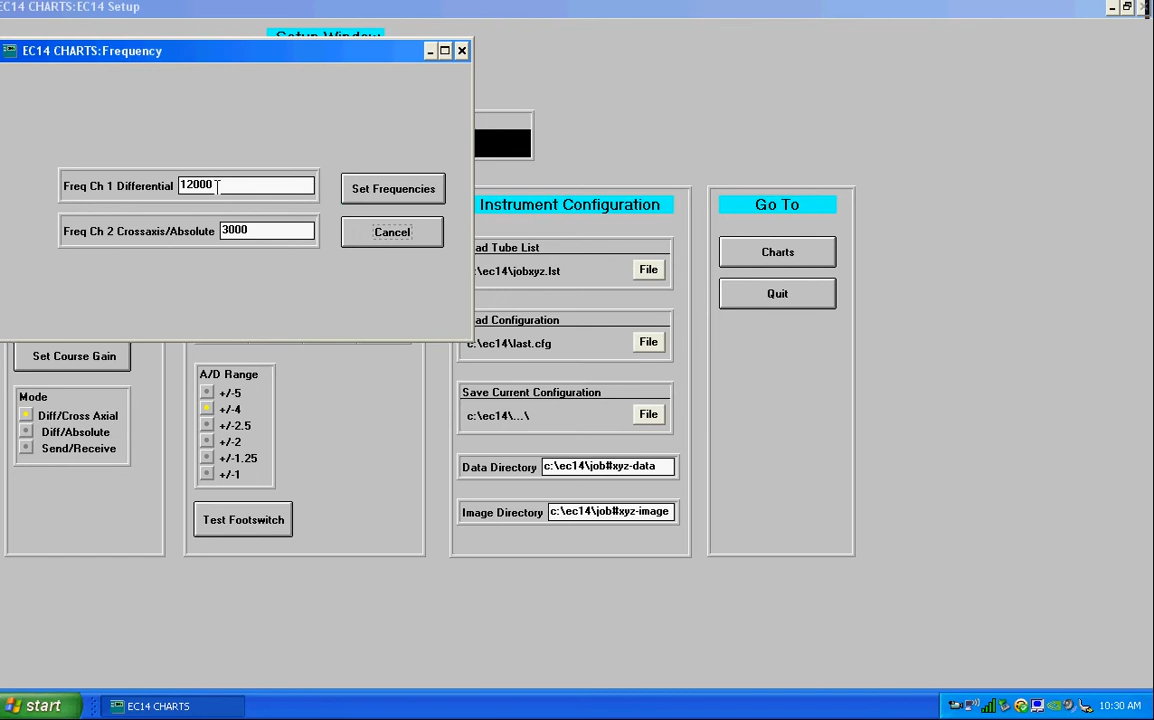 EC14 CHARTS:EC14 Setup
Setup Window
EC14 CHARTS:Frequency
Freq Ch 1 Differential 12000
Set Frequencies
Freq Ch 2 Crossaxis/Absolute 3000
Cancel
Instrument Configuration
Go To
ad Tube List
:\ec14\jobxyz.lst
File
Charts
Quit
ad Configuration
c:\ec14\last.cfg
File
Set Course Gain
A/D Range
+/-5
+/-4
+/-2.5
+/-2
+/-1.25
+/-1
Mode
Diff/Cross Axial
Diff/Absolute
Send/Receive
Save Current Configuration
c:\ec14\...\
File
Data Directory c:\ec14\job#xyz-data
Image Directory c:\ec14\job#xyz-image
Test Footswitch
start
EC14 CHARTS
10:30 AM